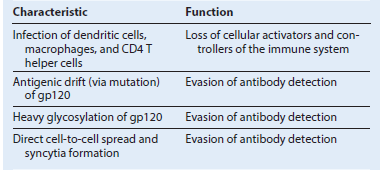 Characteristic Function
Infection of dendritic cells, Loss of cellular activators and con-
macrophages, and CD4 T trollers of the immune system
helper cells
Antigenic drift (via mutation) Evasion of antibody detection
of gp120
Heavy glycosylation of gp120 Evasion of antibody detection
Direct cell-to-cell spread and Evasion of antibody detection
syncytia formation